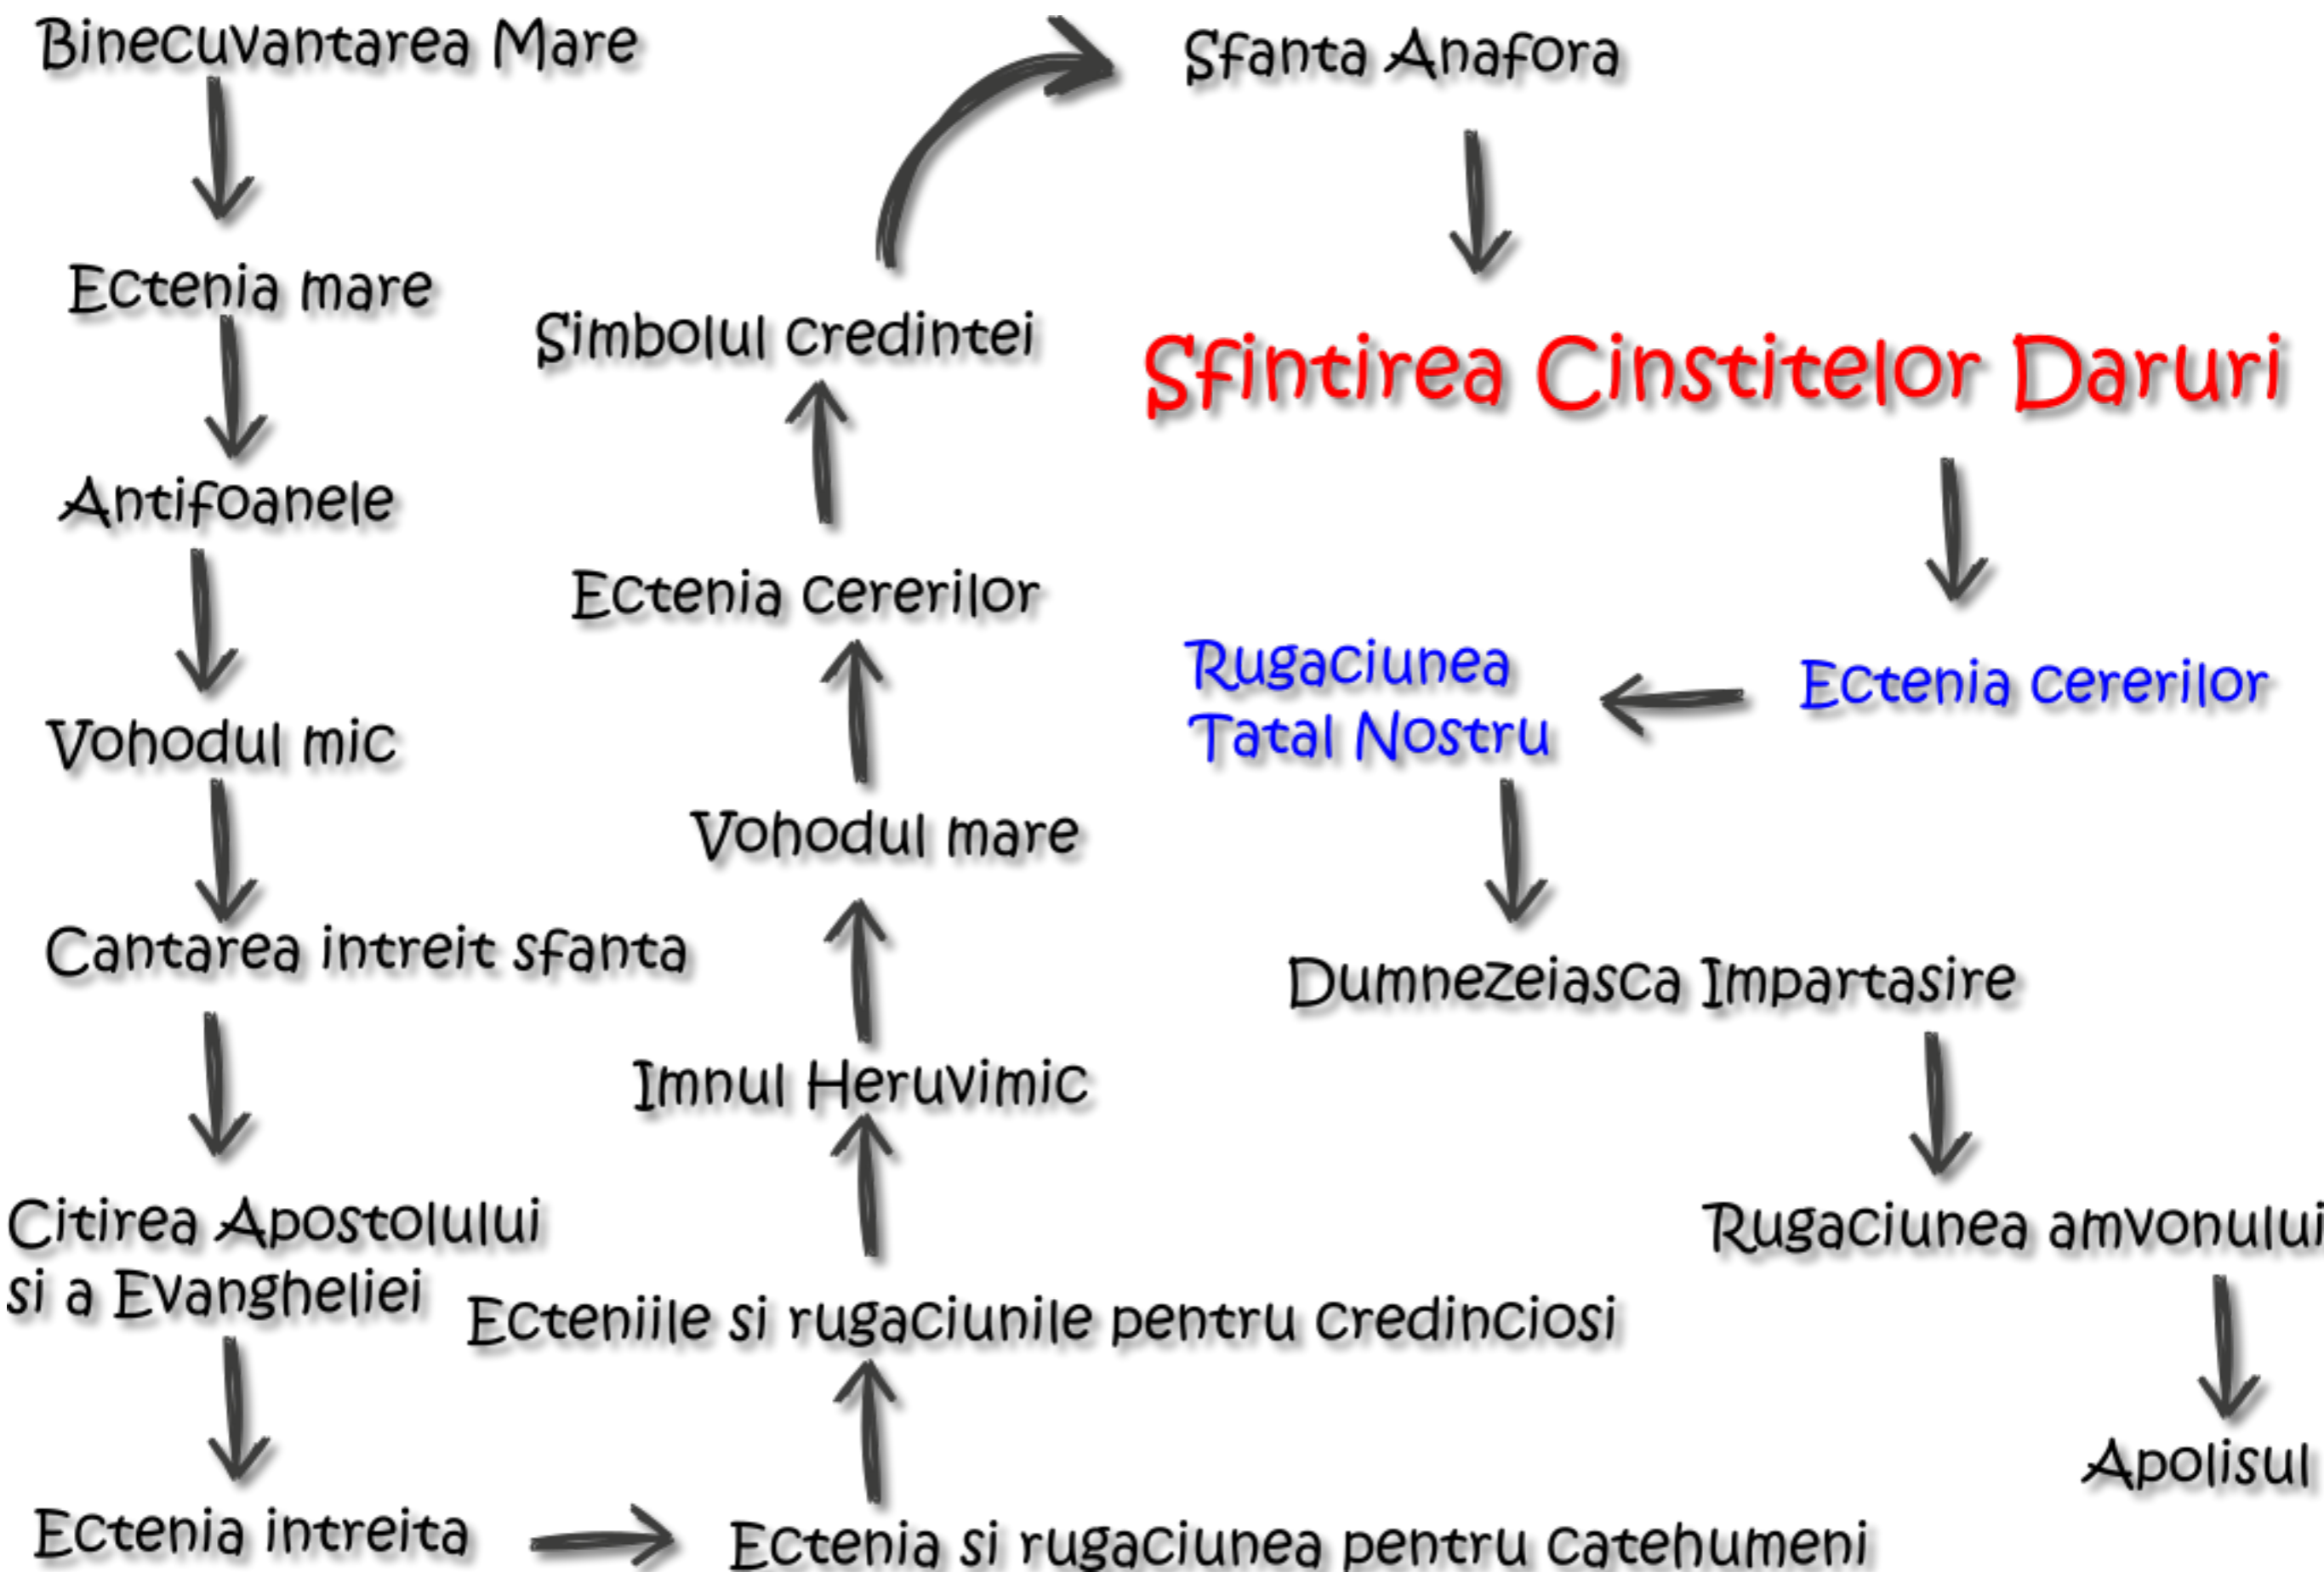 Binecuvantarea Mare
Ectenia mare
Antifoanele
Vohodul mic
Cantarea intreit sfanta
Citirea Apostolului
si a Evangheliei
Ectenia intreita
Ectenia si rugaciunea pentru catehumeni
Ecteniile si rugaciunile pentru credinciosi
Imnul Heruvimic
Vohodul mare
Ectenia cererilor
Simbolul credintei
Sfanta Anafora
Sfintirea Cinstitelor Daruri
Ectenia cererilor
Rugaciunea
Tatal Nostru
Dumnezeiasca Impartasire
Rugaciunea amvonului
Apolisul